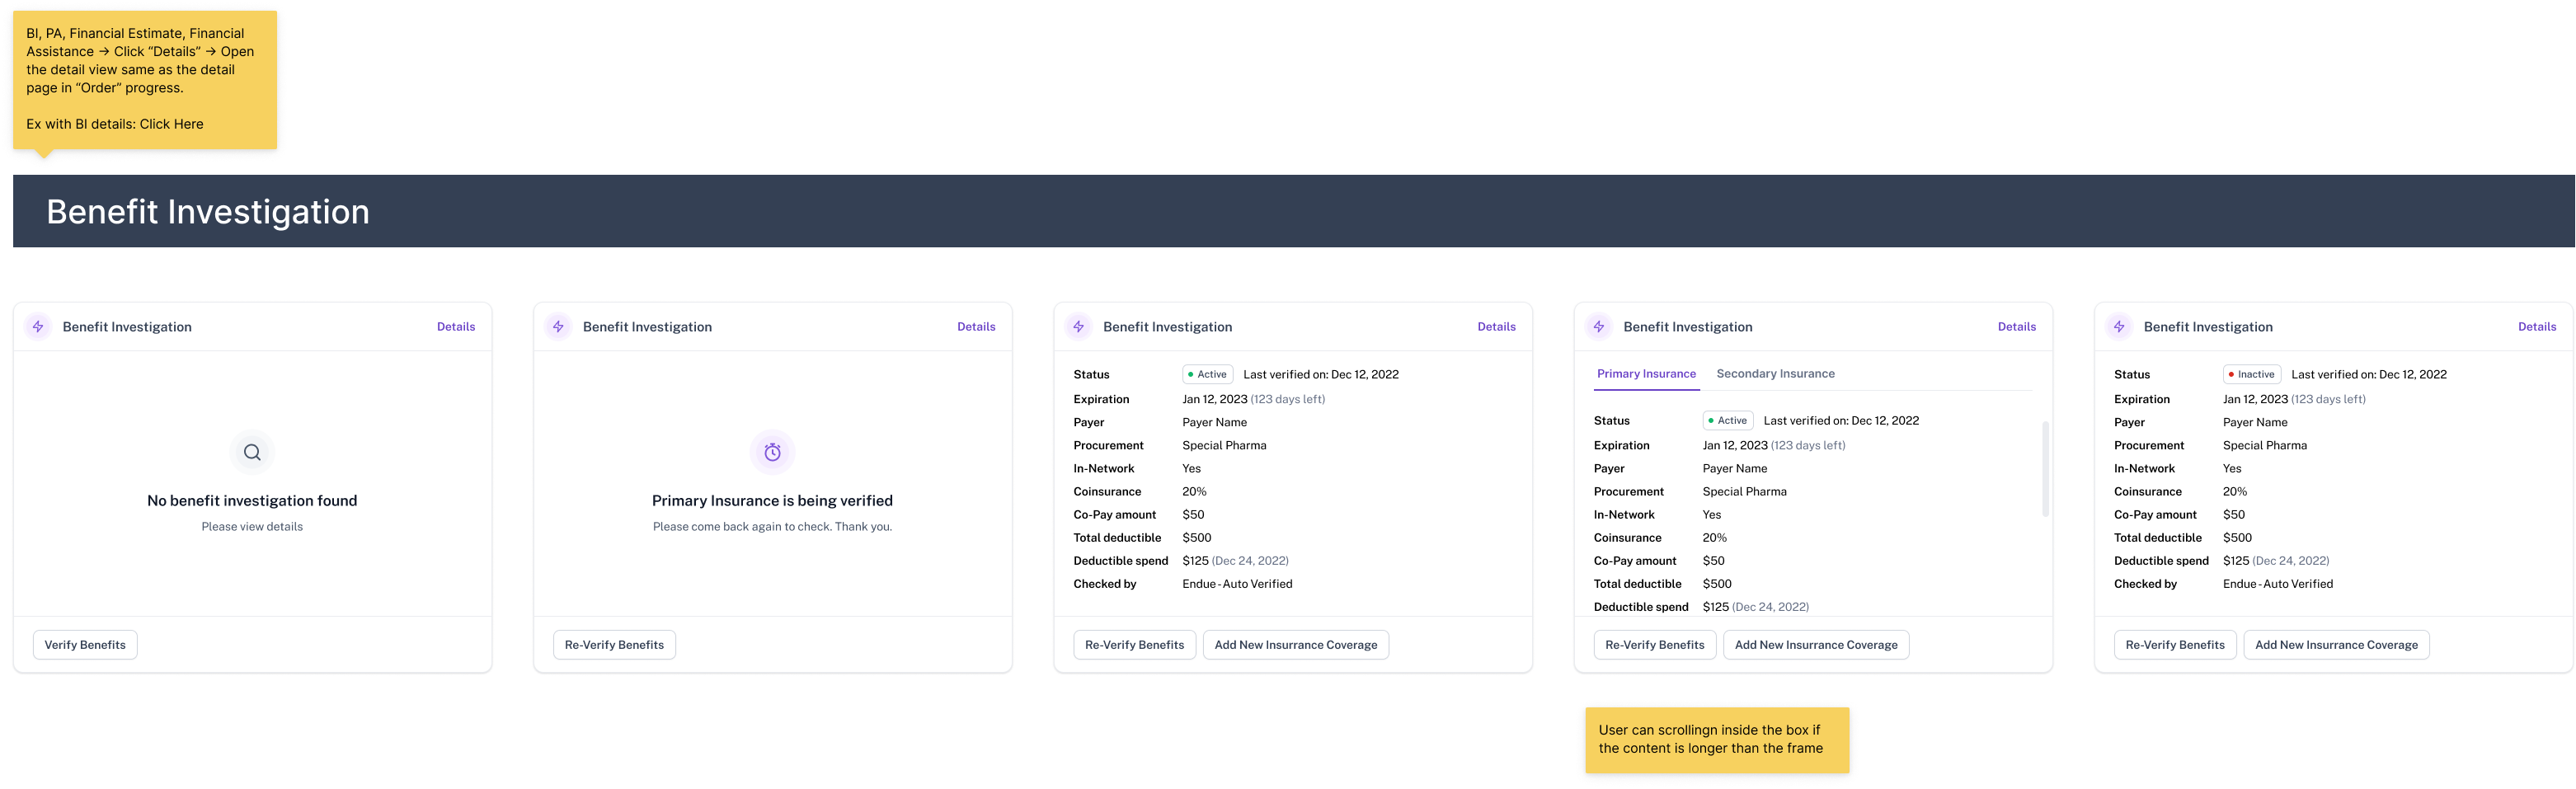 BI, PA, Financial Estimate, Financial
Assistance → Click “Details” → Open
the detail view same as the detail
page in “Order” progress.
Ex with BI details: Click Here
Benefit Investigation
Benefit Investigation Details
No benefit investigation found
Please view details
Verify Benefits
Benefit Investigation Details
Primary Insurance is being verified
Please come back again to check. Thank you.
Re-Verify Benefits
Benefit Investigation Details
Status Active Last verified on: Dec 12, 2022
Expiration Jan 12, 2023 (123 days left)
Payer Payer Name
Procurement Special Pharma
In-Network Yes
Coinsurance 20%
Co-Pay amount $50
Total deductible $500
Deductible spend $125 (Dec 24, 2022)
Checked by Endue - Auto Verified
Re-Verify Benefits Add New Insurrance Coverage
Benefit Investigation Details
Primary Insurance Secondary Insurance
Status Active Last verified on: Dec 12, 2022
Expiration Jan 12, 2023 (123 days left)
Payer Payer Name
Procurement Special Pharma
In-Network Yes
Coinsurance 20%
Co-Pay amount $50
Total deductible $500
Deductible spend $125 (Dec 24, 2022)
Re-Verify Benefits Add New Insurrance Coverage
Benefit Investigation Details
Status Inactive Last verified on: Dec 12, 2022
Expiration Jan 12, 2023 (123 days left)
Payer Payer Name
Procurement Special Pharma
In-Network Yes
Coinsurance 20%
Co-Pay amount $50
Total deductible $500
Deductible spend $125 (Dec 24, 2022)
Checked by Endue - Auto Verified
Re-Verify Benefits Add New Insurrance Coverage
User can scrollingn inside the box if
the content is longer than the frame